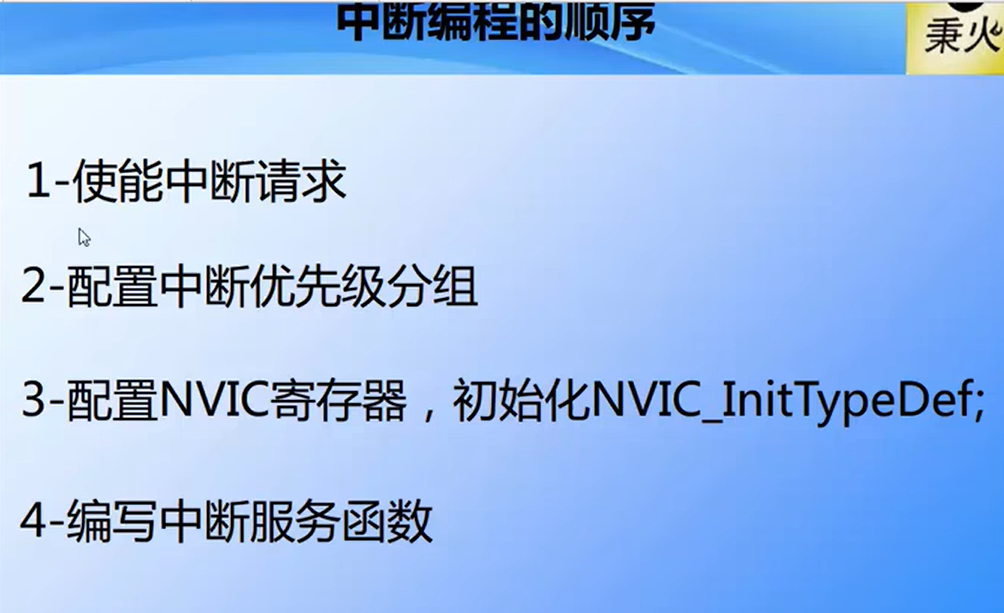 中断编程的顺序
秉火
1-使能中断请求
2-配置中断优先级分组
3-配置NVIC寄存器，初始化NVIC_InitTypeDef;
4-编写中断服务函数